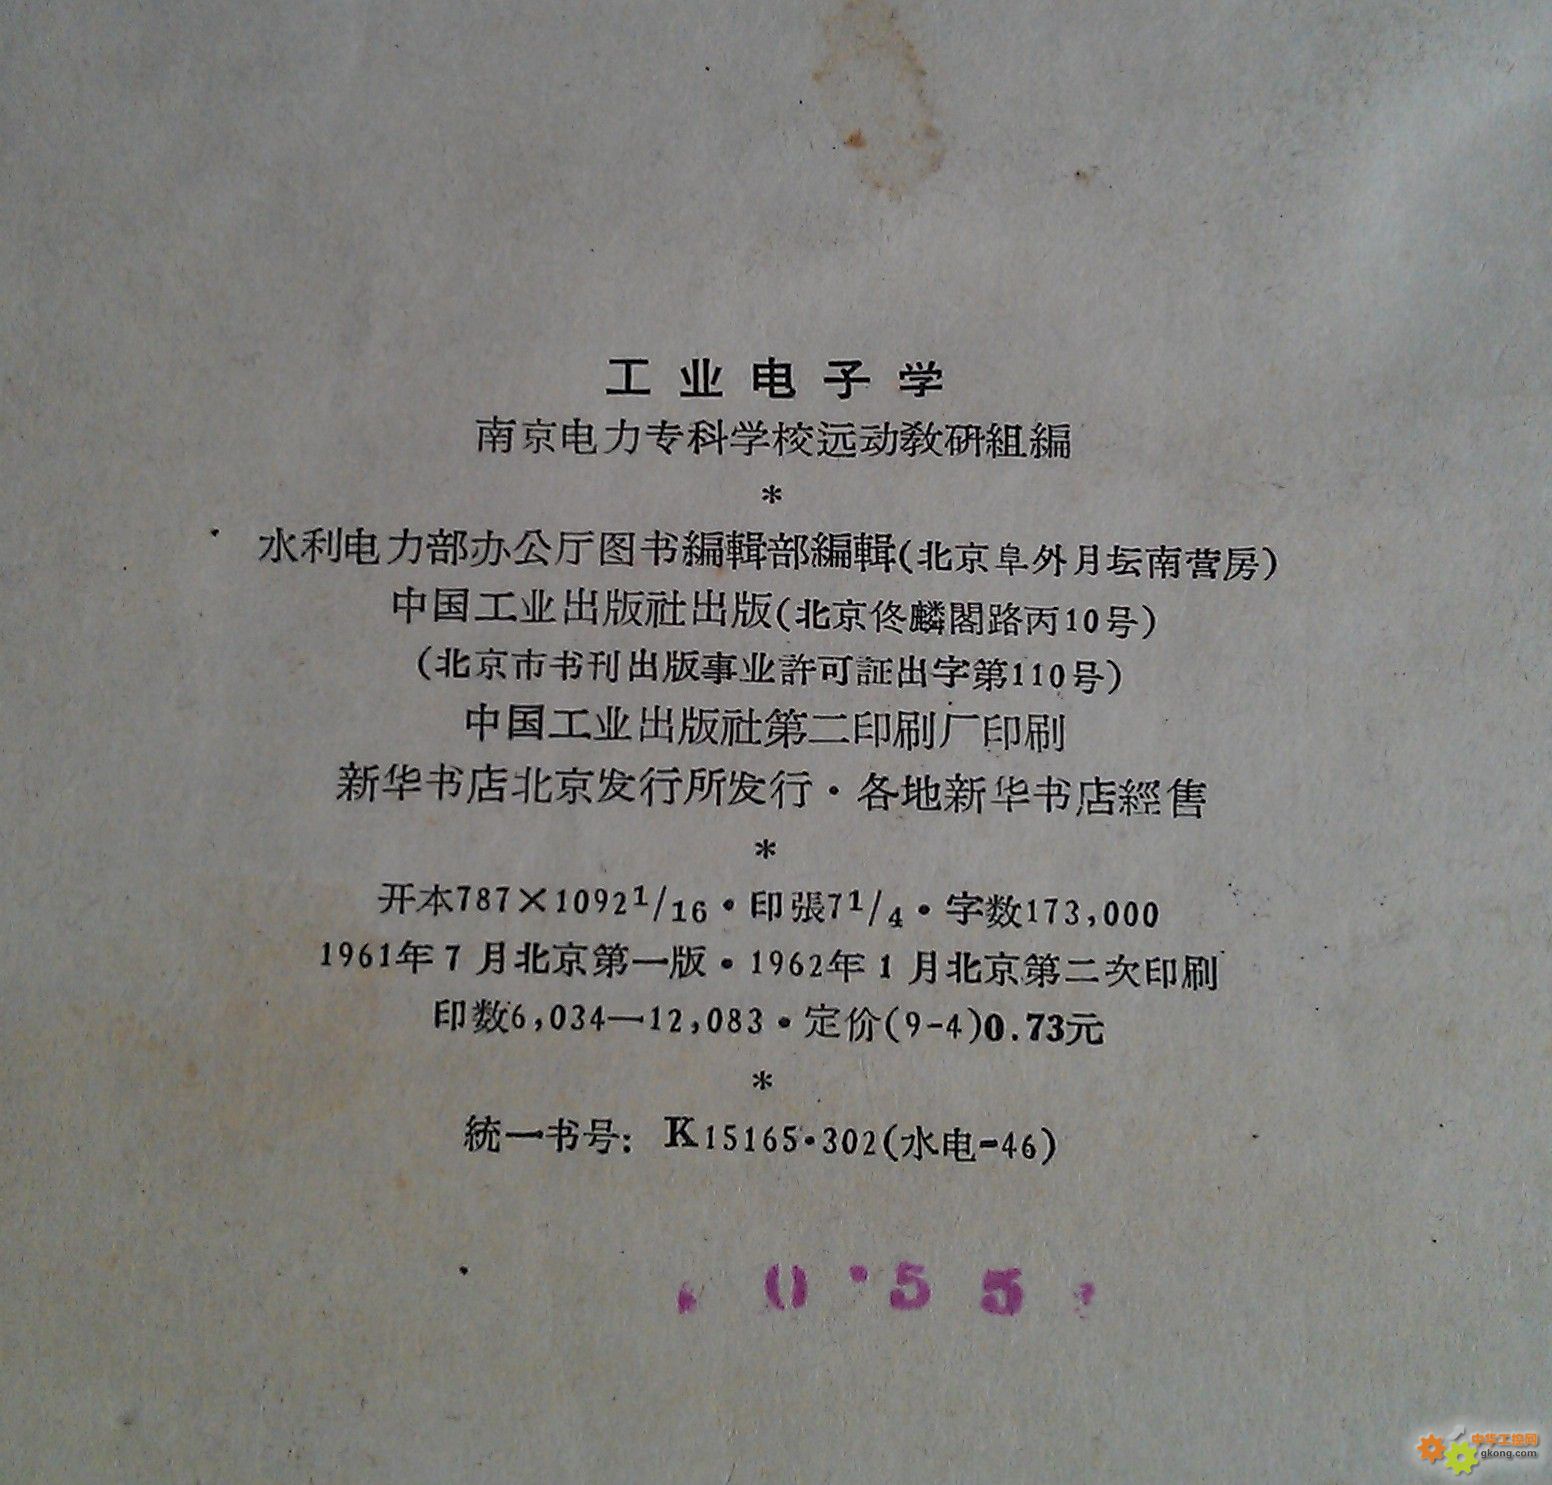 工业电子学
南京电力专科学校远动教研組編
*
水利电力部办公厅图书編輯部編輯(北京阜外月坛南营房)
中国工业出版社出版(北京佟麟閣路丙10号)
(北京市书刊出版事业許可証出字第110号)
中国工业出版社第二印刷厂印刷
新华书店北京发行所发行·各地新华书店經售
*
开本787×1092 1/16·印張7 1/4·字数173,000
1961年7月北京第一版·1962年1月北京第二次印刷
印数6,034—12,083·定价(9-4)0.73元
*
統一书号: K15165·302(水电-46)
0·55
中华工控网
gkong.com